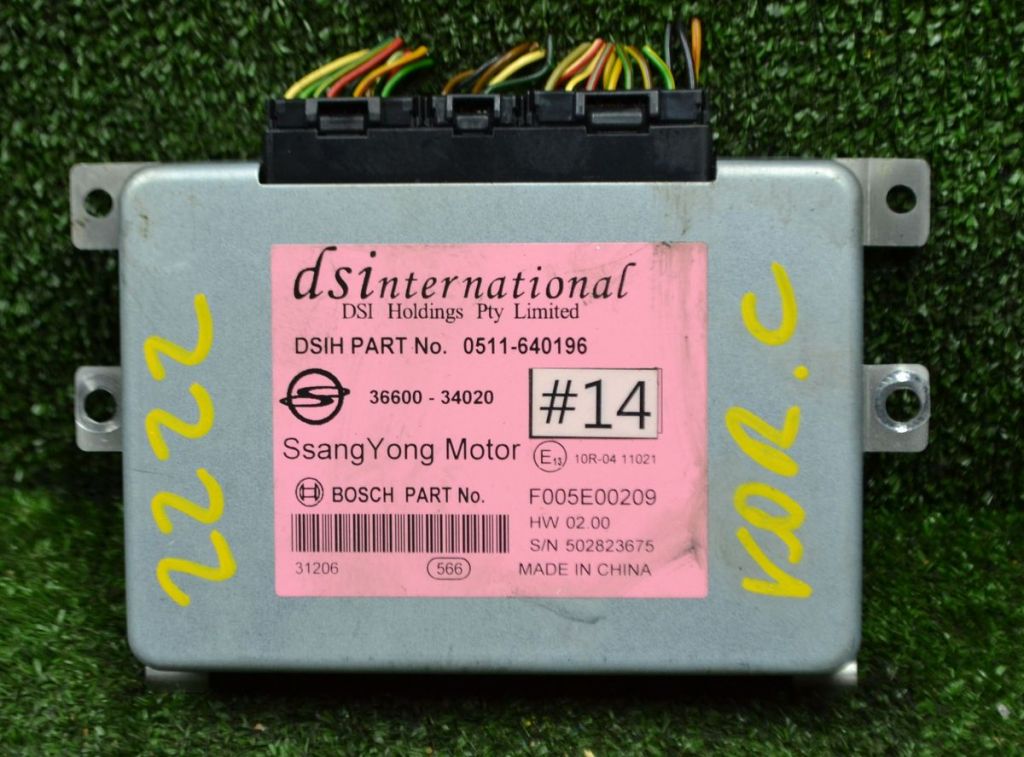 dsinternational
DSI Holdings Pty Limited
DSIH PART No. 0511-640196
36600 - 34020
#14
SsangYong Motor
E13 10R-04 11021
BOSCH PART No. F005E00209
HW 02.00
S/N 502823675
31206 566 MADE IN CHINA
2222